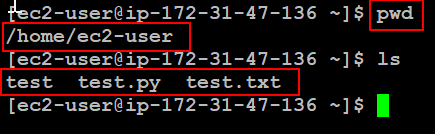 [ec2-user@ip-172-31-47-136 ~]$ pwd
/home/ec2-user
[ec2-user@ip-172-31-47-136 ~]$ ls
test  test.py  test.txt
[ec2-user@ip-172-31-47-136 ~]$